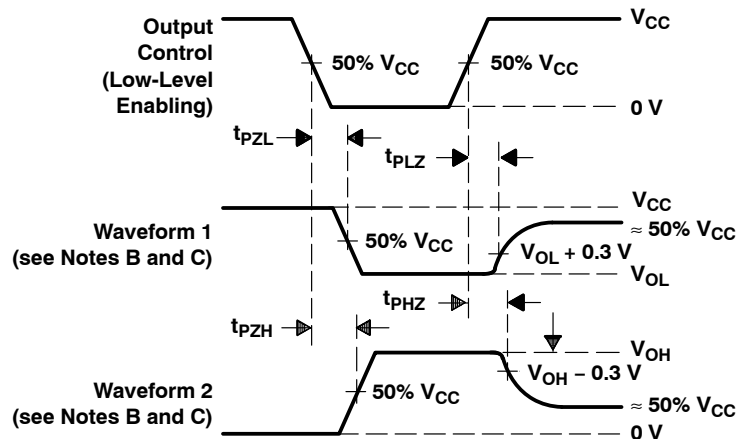 Output
Control
(Low-Level
Enabling)
VCC
50% VCC
50% VCC
0 V
tPZL
tPLZ
VCC
Waveform 1
(see Notes B and C)
50% VCC
≈ 50% VCC
VOL + 0.3 V
VOL
tPHZ
tPZH
VOH
VOH − 0.3 V
Waveform 2
(see Notes B and C)
50% VCC
≈ 50% VCC
0 V